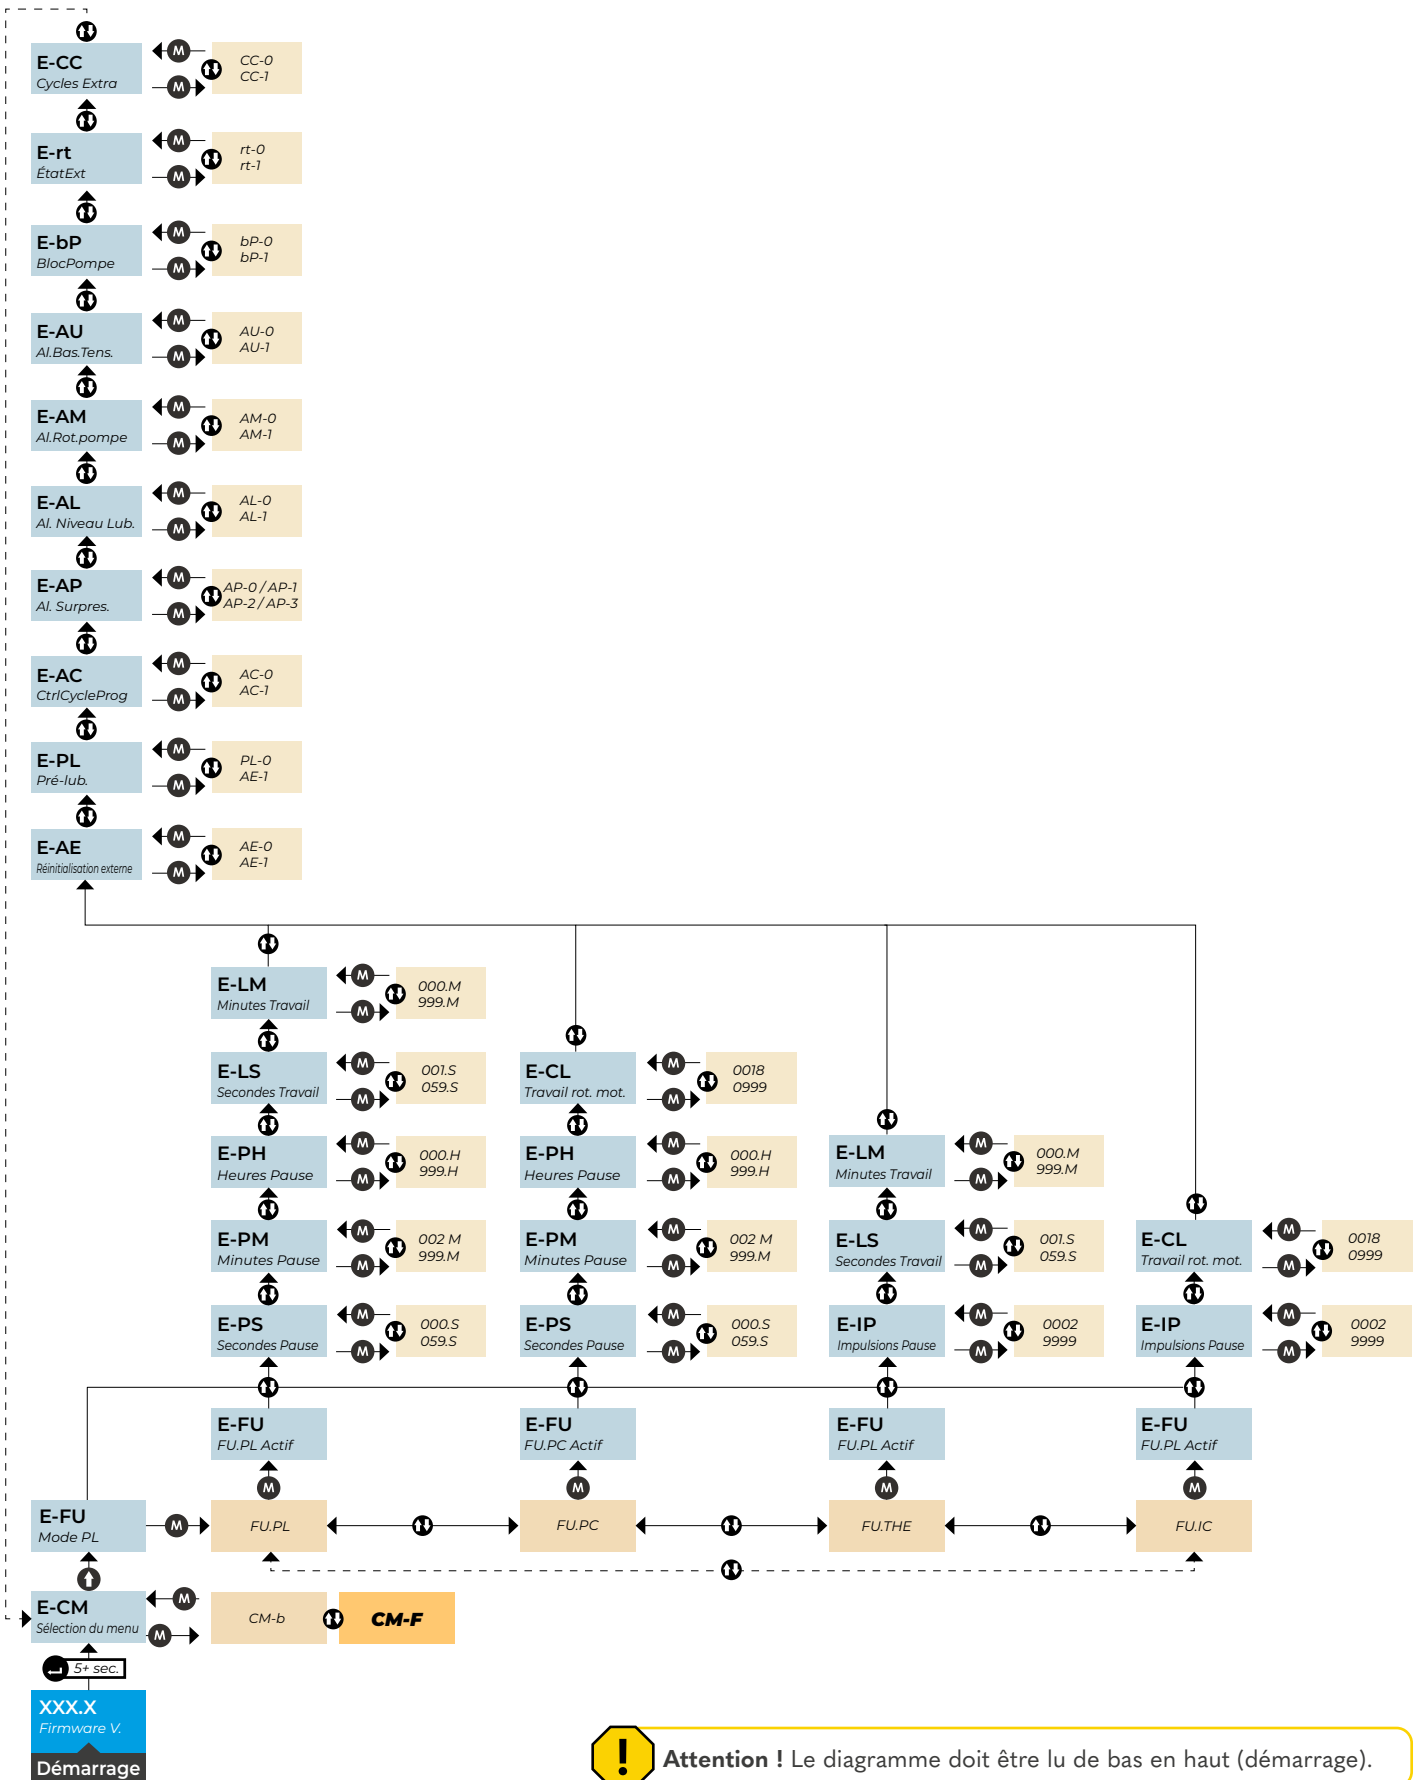 E-CC
Cycles Extra
M
M
CC-0
CC-1
E-rt
ÉtatExt
M
M
rt-0
rt-1
E-bP
BlocPompe
M
M
bP-0
bP-1
E-AU
Al.Bas.Tens.
M
M
AU-0
AU-1
E-AM
Al.Rot.pompe
M
M
AM-0
AM-1
E-AL
Al. Niveau Lub.
M
M
AL-0
AL-1
E-AP
Al. Surpres.
M
M
AP-0 / AP-1
AP-2 / AP-3
E-AC
CtrlCycleProg
M
M
AC-0
AC-1
E-PL
Pré-lub.
M
M
PL-0
AE-1
E-AE
Réinitialisation externe
M
M
AE-0
AE-1
E-LM
Minutes Travail
M
M
000.M
999.M
E-LS
Secondes Travail
M
M
001.S
059.S
E-CL
Travail rot. mot.
M
M
0018
0999
E-PH
Heures Pause
M
M
000.H
999.H
E-PH
Heures Pause
M
M
000.H
999.H
E-LM
Minutes Travail
M
M
000.M
999.M
E-PM
Minutes Pause
M
M
002 M
999.M
E-PM
Minutes Pause
M
M
002 M
999.M
E-LS
Secondes Travail
M
M
001.S
059.S
E-CL
Travail rot. mot.
M
M
0018
0999
E-PS
Secondes Pause
M
M
000.S
059.S
E-PS
Secondes Pause
M
M
000.S
059.S
E-IP
Impulsions Pause
M
M
0002
9999
E-IP
Impulsions Pause
M
M
0002
9999
E-FU
FU.PL Actif
E-FU
FU.PC Actif
E-FU
FU.PL Actif
E-FU
FU.PL Actif
M
M
M
M
E-FU
Mode PL
M
FU.PL
FU.PC
FU.THE
FU.IC
E-CM
Sélection du menu
M
M
CM-b
CM-F
5+ sec.
XXX.X
Firmware V.
Démarrage
! Attention ! Le diagramme doit être lu de bas en haut (démarrage).